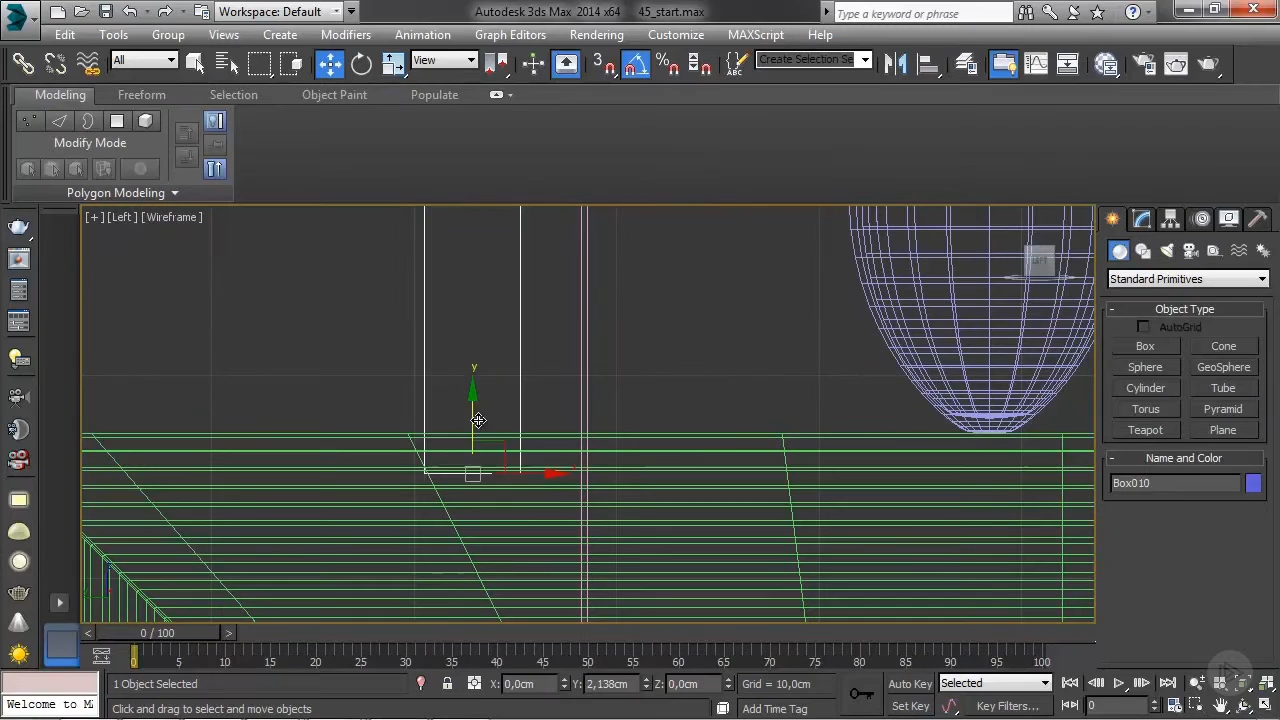 Workspace: Default
Autodesk 3ds Max 2014 x64 45_start.max
Type a keyword or phrase
Edit Tools Group Views Create Modifiers Animation Graph Editors Rendering Customize MAXScript Help
All View 3 Create Selection Se
Modeling Freeform Selection Object Paint Populate
Modify Mode
Polygon Modeling
[+] [Left] [Wireframe]
LEFT
y
Standard Primitives
- Object Type
AutoGrid
Box Cone
Sphere GeoSphere
Cylinder Tube
Torus Pyramid
Teapot Plane
- Name and Color
Box010
< 0 / 100 >
0 5 10 15 20 25 30 35 40 45 50 55 60 65 70 75 80 85 90 95 100
1 Object Selected X: 0,0cm Y: 2,138cm Z: 0,0cm Grid = 10,0cm Auto Key Selected
Welcome to M Click and drag to select and move objects Add Time Tag Set Key Key Filters... 0